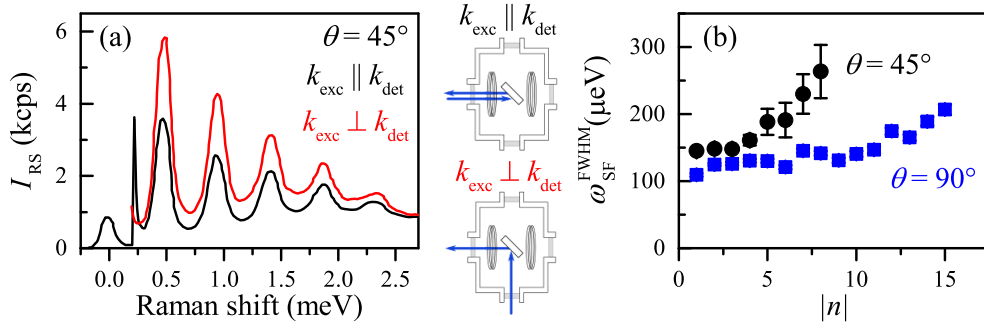 (a)
θ = 45°
k_exc ∥ k_det
k_exc ⊥ k_det
I_RS (kcps)
6
4
2
0
0.0 0.5 1.0 1.5 2.0 2.5
Raman shift (meV)
k_exc ∥ k_det
k_exc ⊥ k_det
(b)
θ = 45°
θ = 90°
ω_SF^FWHM (μeV)
300
200
100
0
0 5 10 15
|n|